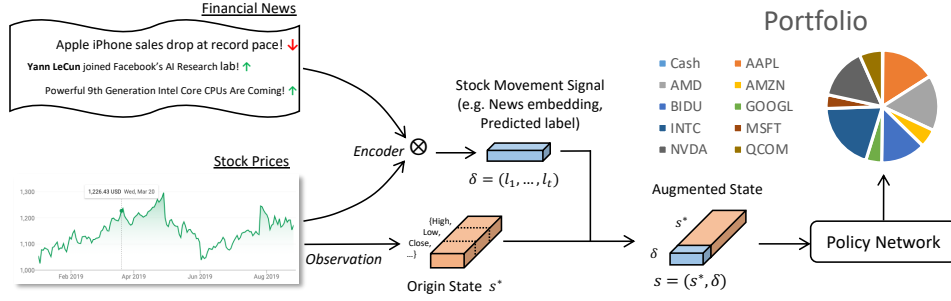 Financial News
Apple iPhone sales drop at record pace!
Yann LeCun joined Facebook's AI Research lab!
Powerful 9th Generation Intel Core CPUs Are Coming!
Stock Prices
1,226.43 USD Wed, Mar 20
1,300
1,200
1,100
1,000
Feb 2019 Apr 2019 Jun 2019 Aug 2019
Encoder
Observation
Stock Movement Signal
(e.g. News embedding,
Predicted label)
δ = (l₁, … , lₜ)
{High,
Low,
Close,
...}
Origin State s*
Augmented State
s*
δ
s = (s*, δ)
Policy Network
Portfolio
Cash AAPL
AMD AMZN
BIDU GOOGL
INTC MSFT
NVDA QCOM